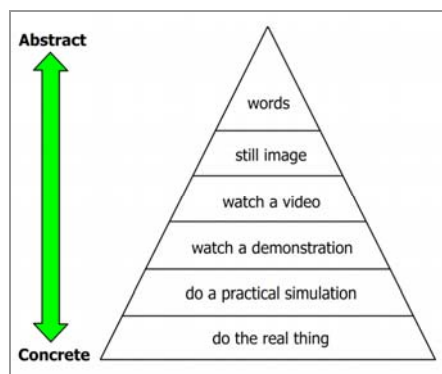 Abstract
words
still image
watch a video
watch a demonstration
do a practical simulation
do the real thing
Concrete